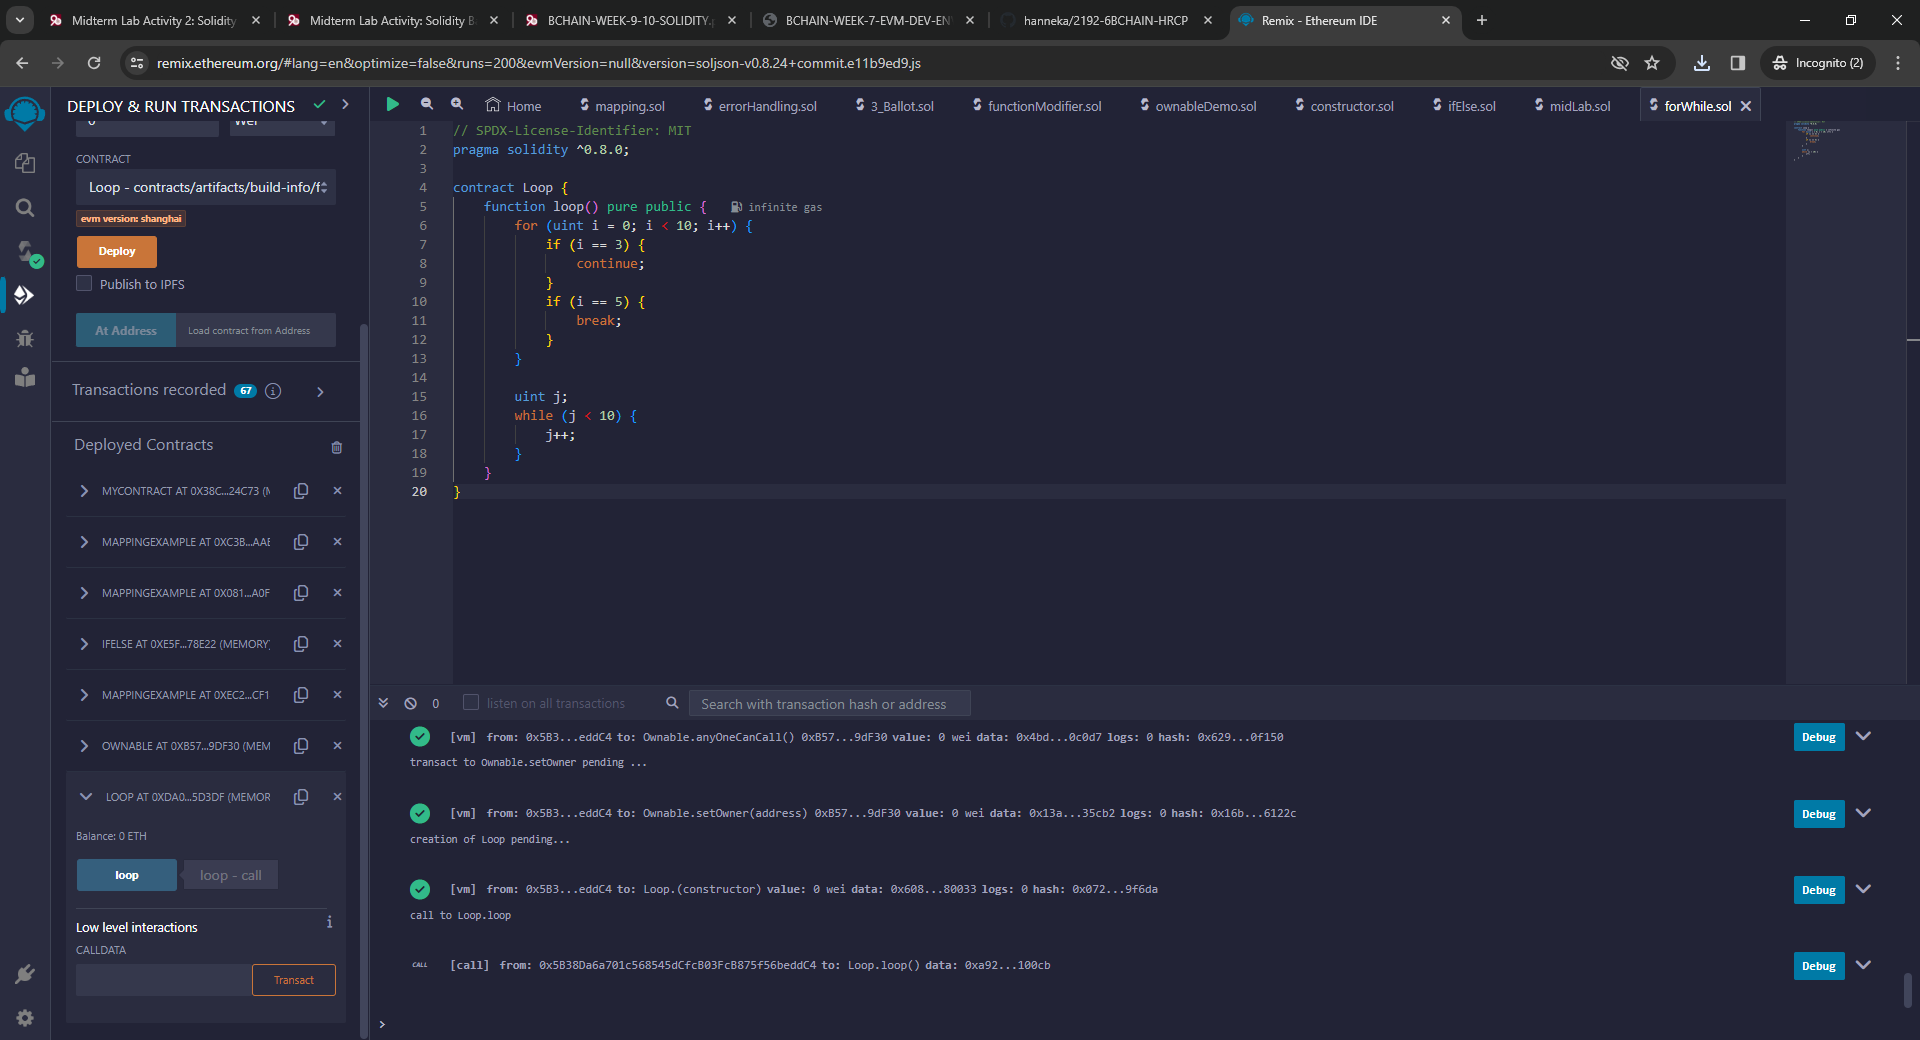 Midterm Lab Activity 2: Solidity
Midterm Lab Activity: Solidity B
BCHAIN-WEEK-9-10-SOLIDITY.p
BCHAIN-WEEK-7-EVM-DEV-EN
hanneka/2192-6BCHAIN-HRCP
Remix - Ethereum IDE
remix.ethereum.org/#lang=en&optimize=false&runs=200&evmVersion=null&version=soljson-v0.8.24+commit.e11b9ed9.js
Incognito (2)
DEPLOY & RUN TRANSACTIONS
0
Wei
CONTRACT
Loop - contracts/artifacts/build-info/f
evm version: shanghai
Deploy
Publish to IPFS
At Address
Load contract from Address
Transactions recorded 67
Deployed Contracts
MYCONTRACT AT 0X38C...24C73 (M
MAPPINGEXAMPLE AT 0XC3B...AAB
MAPPINGEXAMPLE AT 0X081...A0F
IFELSE AT 0XE5F...78E22 (MEMORY)
MAPPINGEXAMPLE AT 0XEC2...CF1
OWNABLE AT 0XB57...9DF30 (MEM
LOOP AT 0XDA0...5D3DF (MEMOR
Balance: 0 ETH
loop
loop - call
Low level interactions
CALLDATA
Transact
Home
mapping.sol
errorHandling.sol
3_Ballot.sol
functionModifier.sol
ownableDemo.sol
constructor.sol
ifElse.sol
midLab.sol
forWhile.sol
1 // SPDX-License-Identifier: MIT
2 pragma solidity ^0.8.0;
3
4 contract Loop {
5 function loop() pure public { infinite gas
6 for (uint i = 0; i < 10; i++) {
7 if (i == 3) {
8 continue;
9 }
10 if (i == 5) {
11 break;
12 }
13 }
14
15 uint j;
16 while (j < 10) {
17 j++;
18 }
19 }
20 }
0
listen on all transactions
Search with transaction hash or address
[vm] from: 0x5B3...eddC4 to: Ownable.anyOneCanCall() 0xB57...9dF30 value: 0 wei data: 0x4bd...0c0d7 logs: 0 hash: 0x629...0f150
Debug
transact to Ownable.setOwner pending ...
[vm] from: 0x5B3...eddC4 to: Ownable.setOwner(address) 0xB57...9dF30 value: 0 wei data: 0x13a...35cb2 logs: 0 hash: 0x16b...6122c
Debug
creation of Loop pending...
[vm] from: 0x5B3...eddC4 to: Loop.(constructor) value: 0 wei data: 0x608...80033 logs: 0 hash: 0x072...9f6da
Debug
call to Loop.loop
CALL [call] from: 0x5B38Da6a701c568545dCfcB03FcB875f56beddC4 to: Loop.loop() data: 0xa92...100cb
Debug
>